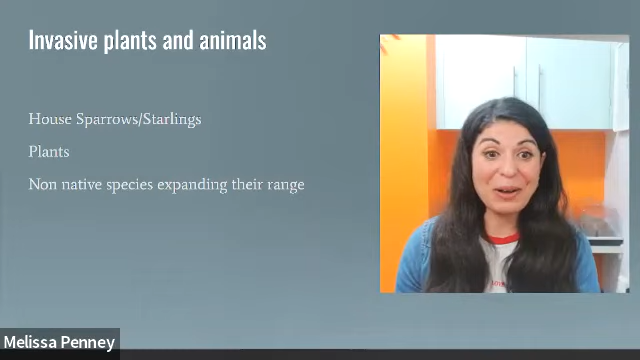 Invasive plants and animals
House Sparrows/Starlings
Plants
Non native species expanding their range
Melissa Penney